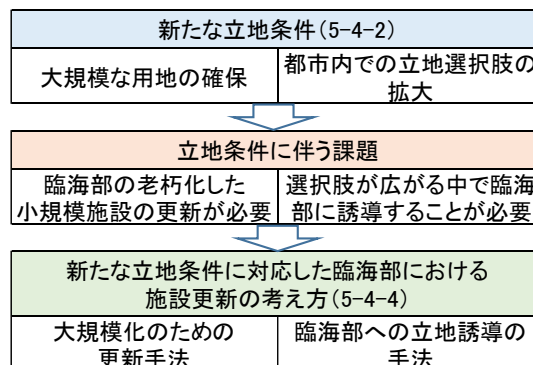 新たな立地条件(5-4-2)
大規模な用地の確保
都市内での立地選択肢の
拡大
立地条件に伴う課題
臨海部の老朽化した
小規模施設の更新が必要
選択肢が広がる中で臨海
部に誘導することが必要
新たな立地条件に対応した臨海部における
施設更新の考え方(5-4-4)
大規模化のための
更新手法
臨海部への立地誘導の
手法